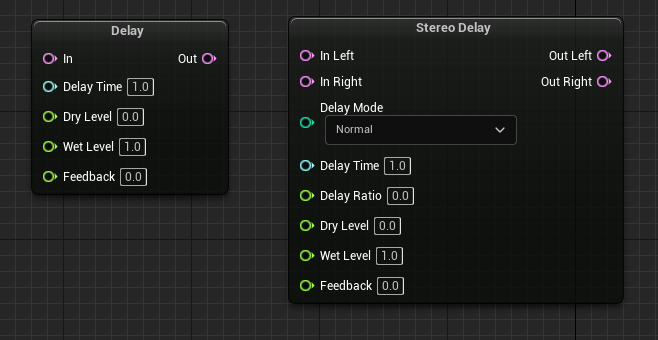 Delay
In Out
Delay Time 1.0
Dry Level 0.0
Wet Level 1.0
Feedback 0.0
Stereo Delay
In Left Out Left
In Right Out Right
Delay Mode
Normal
Delay Time 1.0
Delay Ratio 0.0
Dry Level 0.0
Wet Level 1.0
Feedback 0.0